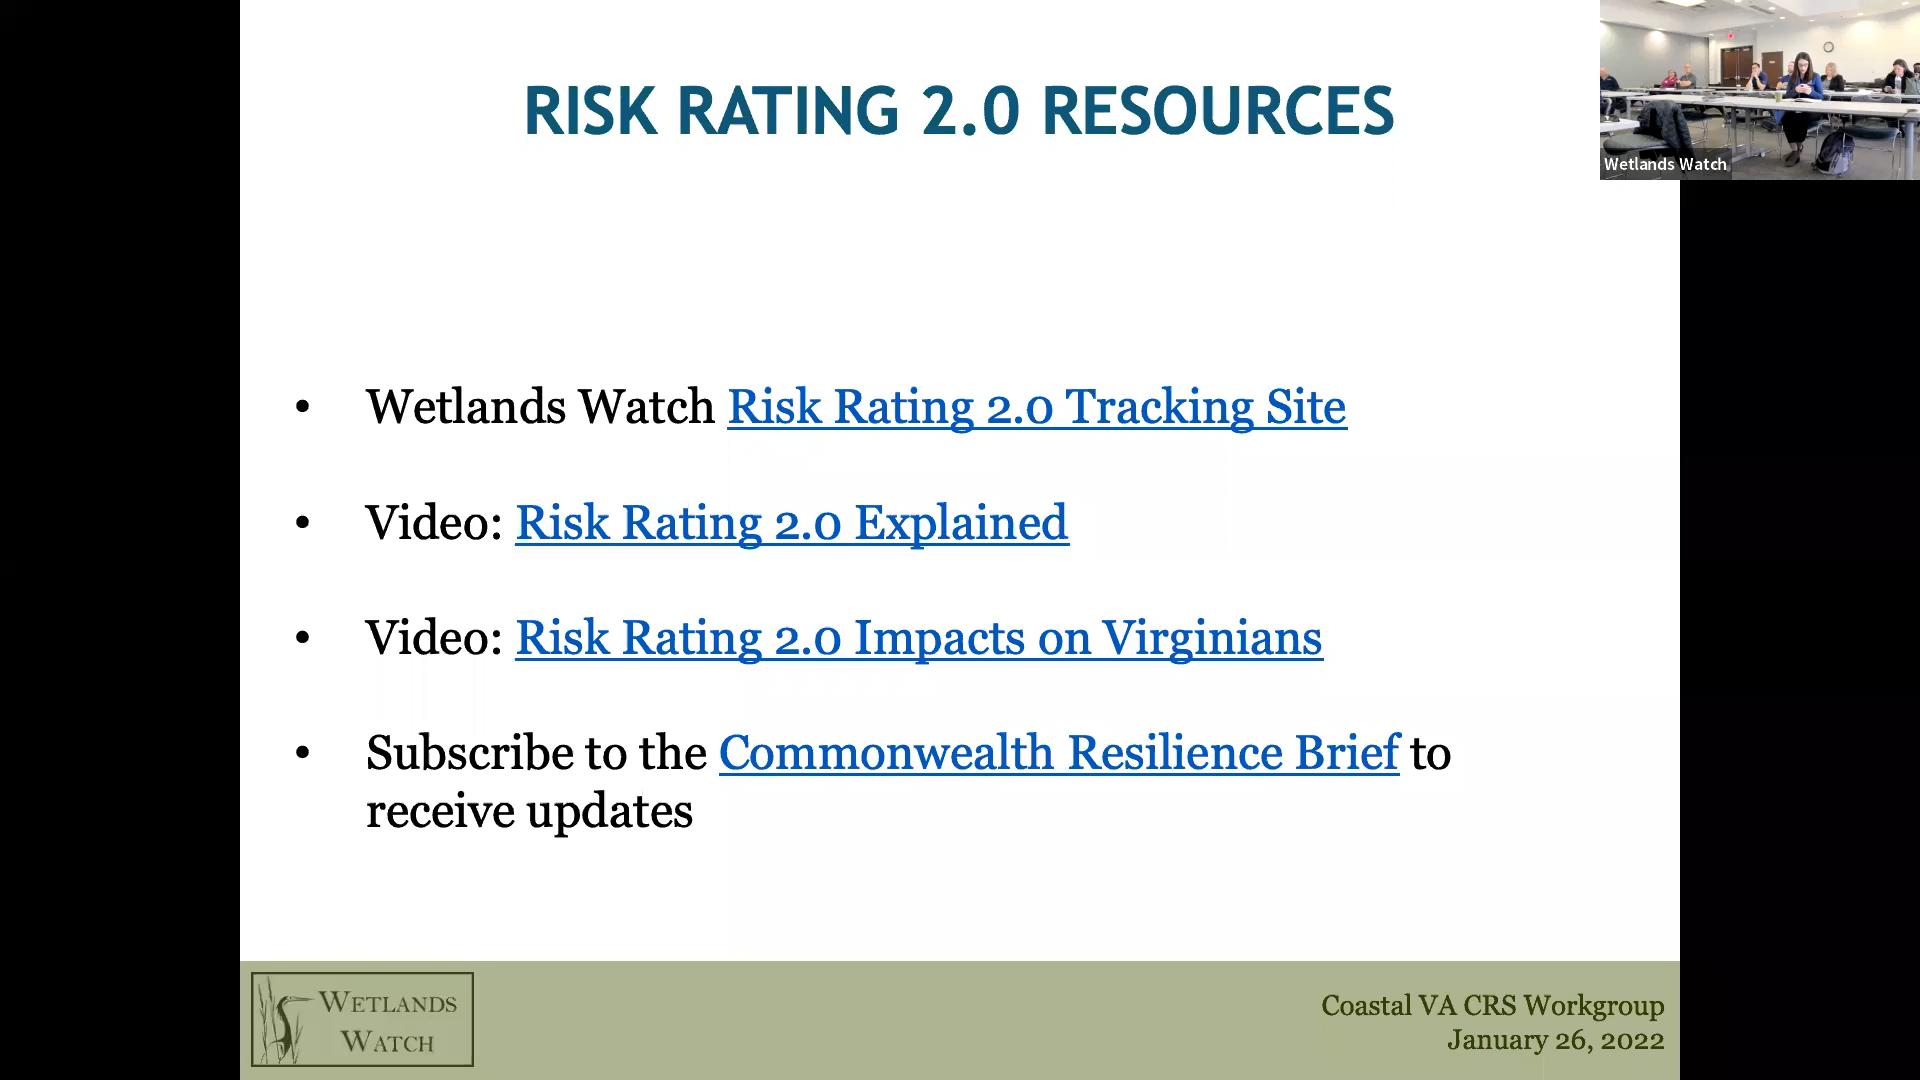 RISK RATING 2.0 RESOURCES
Wetlands Watch
• Wetlands Watch Risk Rating 2.0 Tracking Site
• Video: Risk Rating 2.0 Explained
• Video: Risk Rating 2.0 Impacts on Virginians
• Subscribe to the Commonwealth Resilience Brief to
receive updates
WETLANDS
WATCH
Coastal VA CRS Workgroup
January 26, 2022